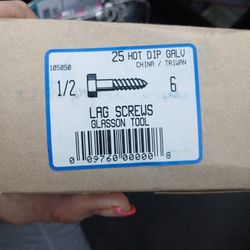 25 HOT DIP GALV
CHINA / TAIWAN
105050
1/2
6
LAG SCREWS
GLASSON TOOL
0 09760 00000 8